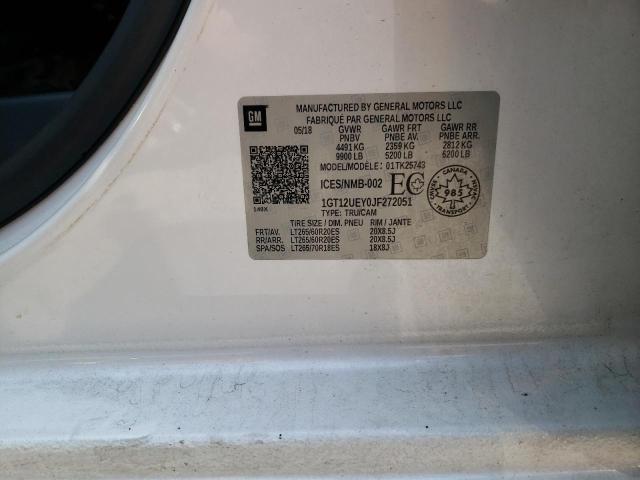 GM
MANUFACTURED BY GENERAL MOTORS LLC
FABRIQUÉ PAR GENERAL MOTORS LLC
05/18 GVWR GAWR FRT GAWR RR
PNBV PNBE AV. PNBE ARR.
4491 KG 2359 KG 2812 KG
9900 LB 5200 LB 6200 LB
MODEL/MODÈLE: 01TK25743
ICES/NMB-002 EC
CANADA 985
140X
1GT12UEY0JF272051
TYPE: TRU/CAM
TIRE SIZE / DIM. PNEU RIM / JANTE
FRT/AV. LT265/60R20ES 20X8.5J
RR/ARR. LT265/60R20ES 20X8.5J
SPA/SOS LT265/70R18ES 18X8J